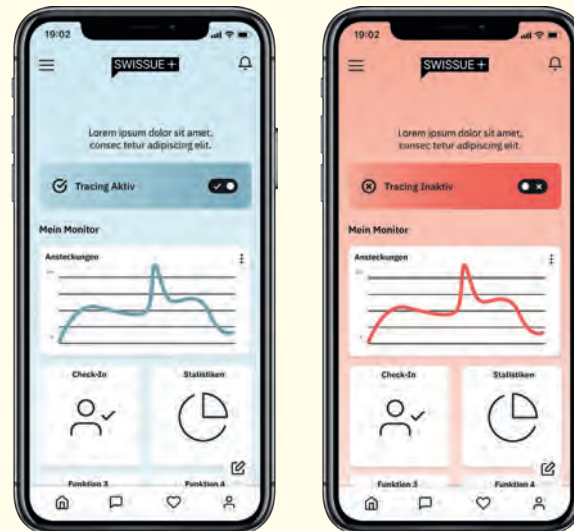 19:02
SWISSUE+
Lorem ipsum dolor sit amet,
consec tetur adipiscing elit.
Tracing Aktiv
Mein Monitor
Ansteckungen
Check-In
Statistiken
Funktion 3
Funktion 4
19:02
SWISSUE+
Lorem ipsum dolor sit amet,
consec tetur adipiscing elit.
Tracing Inaktiv
Mein Monitor
Ansteckungen
Check-In
Statistiken
Funktion 3
Funktion 4